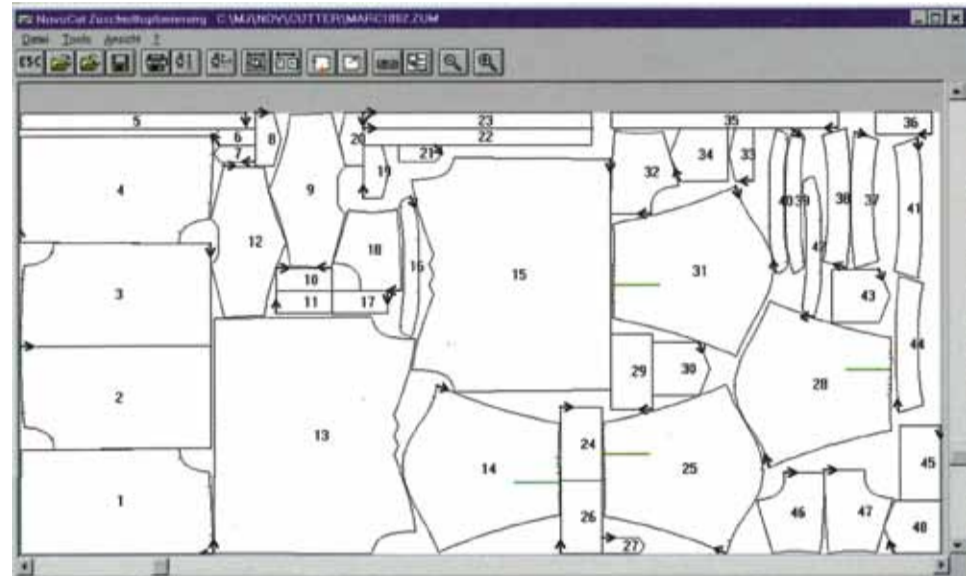 NovoCut Zuschnittoptimierung C:\MJ\NOV\CUTTER\MARC1802.ZUM
Datei Tools Ansicht ?
ESC
5 23 35 36
6 8 20 22
7 21 34 33
4 9 19 32 38 37 41
12 18 40 39 42
16 31
3 10 15 43
11 17
2 29 30 28 44
13
24 45
14 25
1 26 46 47 48
27